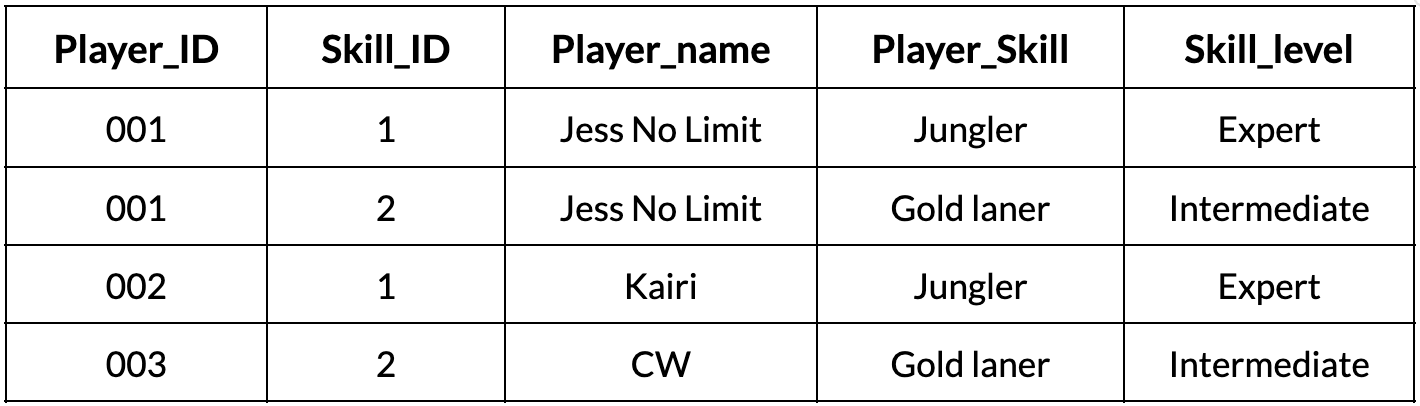 Player_ID Skill_ID Player_name Player_Skill Skill_level
001 1 Jess No Limit Jungler Expert
001 2 Jess No Limit Gold laner Intermediate
002 1 Kairi Jungler Expert
003 2 CW Gold laner Intermediate